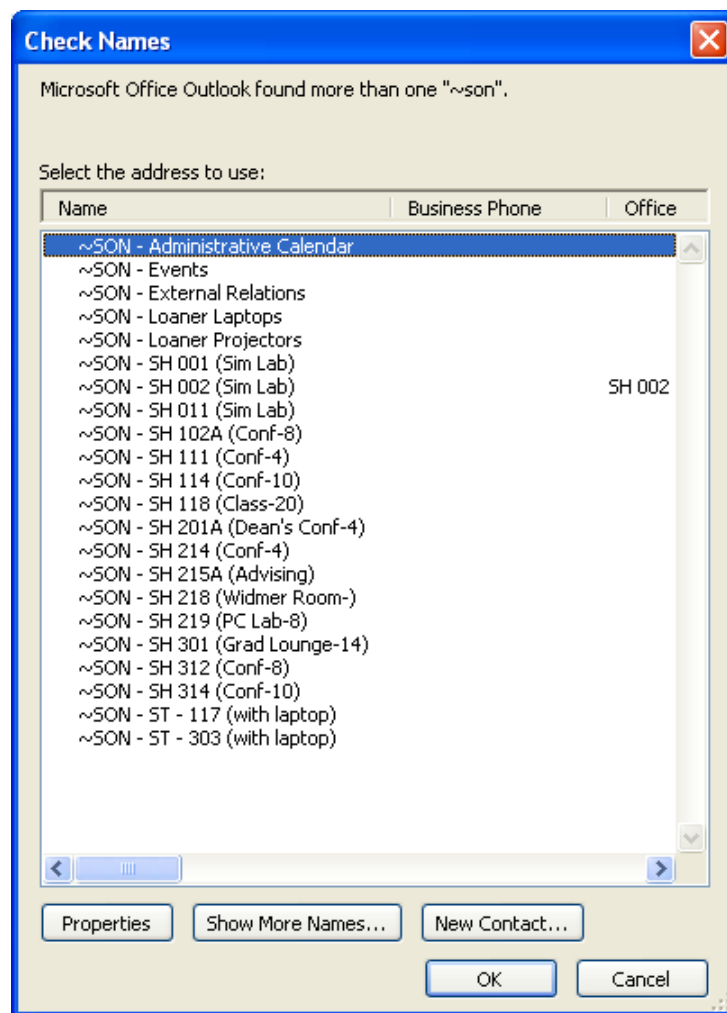 Check Names
Microsoft Office Outlook found more than one "~son".
Select the address to use:
Name Business Phone Office
~SON - Administrative Calendar
~SON - Events
~SON - External Relations
~SON - Loaner Laptops
~SON - Loaner Projectors
~SON - SH 001 (Sim Lab)
~SON - SH 002 (Sim Lab) SH 002
~SON - SH 011 (Sim Lab)
~SON - SH 102A (Conf-8)
~SON - SH 111 (Conf-4)
~SON - SH 114 (Conf-10)
~SON - SH 118 (Class-20)
~SON - SH 201A (Dean's Conf-4)
~SON - SH 214 (Conf-4)
~SON - SH 215A (Advising)
~SON - SH 218 (Widmer Room-)
~SON - SH 219 (PC Lab-8)
~SON - SH 301 (Grad Lounge-14)
~SON - SH 312 (Conf-8)
~SON - SH 314 (Conf-10)
~SON - ST - 117 (with laptop)
~SON - ST - 303 (with laptop)
Properties Show More Names... New Contact...
OK Cancel